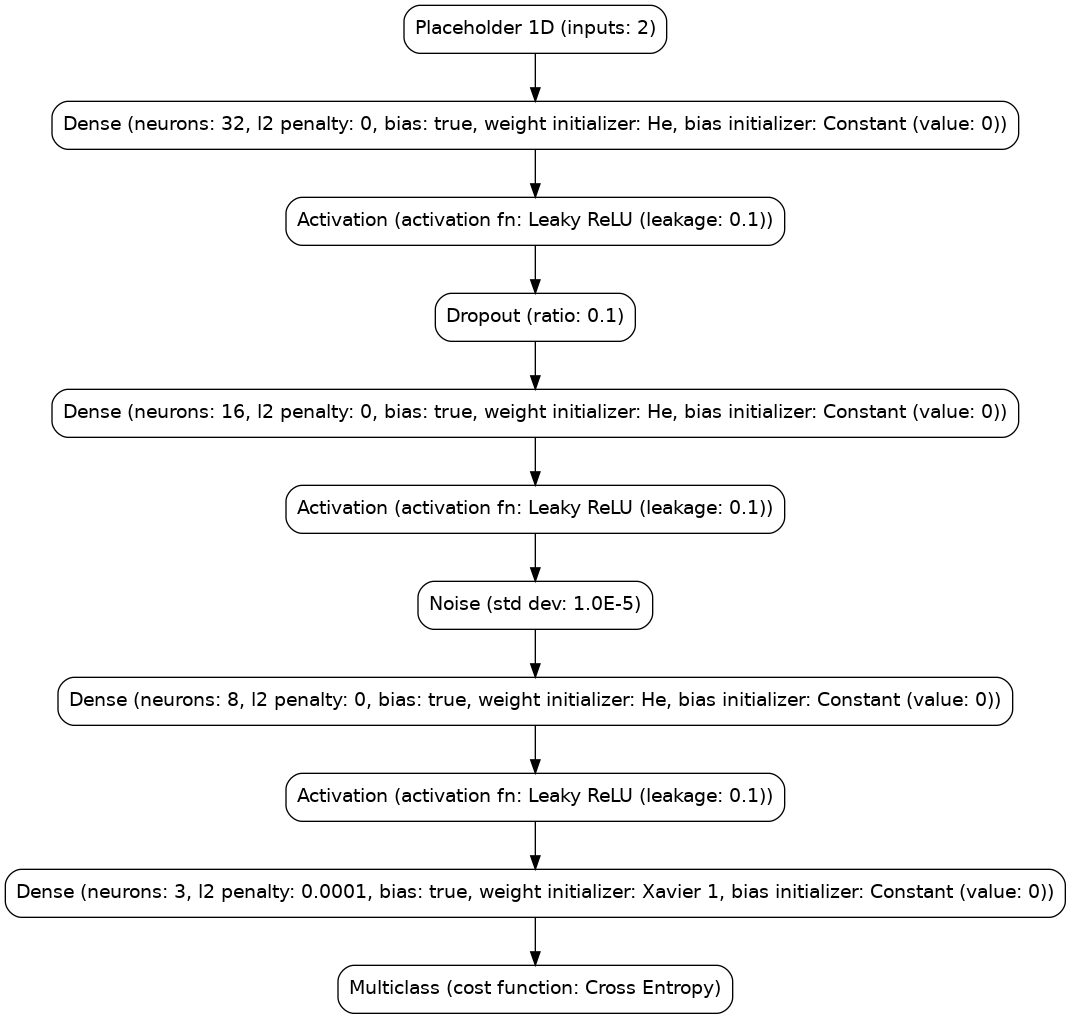 Placeholder 1D (inputs: 2)
Dense (neurons: 32, l2 penalty: 0, bias: true, weight initializer: He, bias initializer: Constant (value: 0))
Activation (activation fn: Leaky ReLU (leakage: 0.1))
Dropout (ratio: 0.1)
Dense (neurons: 16, l2 penalty: 0, bias: true, weight initializer: He, bias initializer: Constant (value: 0))
Activation (activation fn: Leaky ReLU (leakage: 0.1))
Noise (std dev: 1.0E-5)
Dense (neurons: 8, l2 penalty: 0, bias: true, weight initializer: He, bias initializer: Constant (value: 0))
Activation (activation fn: Leaky ReLU (leakage: 0.1))
Dense (neurons: 3, l2 penalty: 0.0001, bias: true, weight initializer: Xavier 1, bias initializer: Constant (value: 0))
Multiclass (cost function: Cross Entropy)